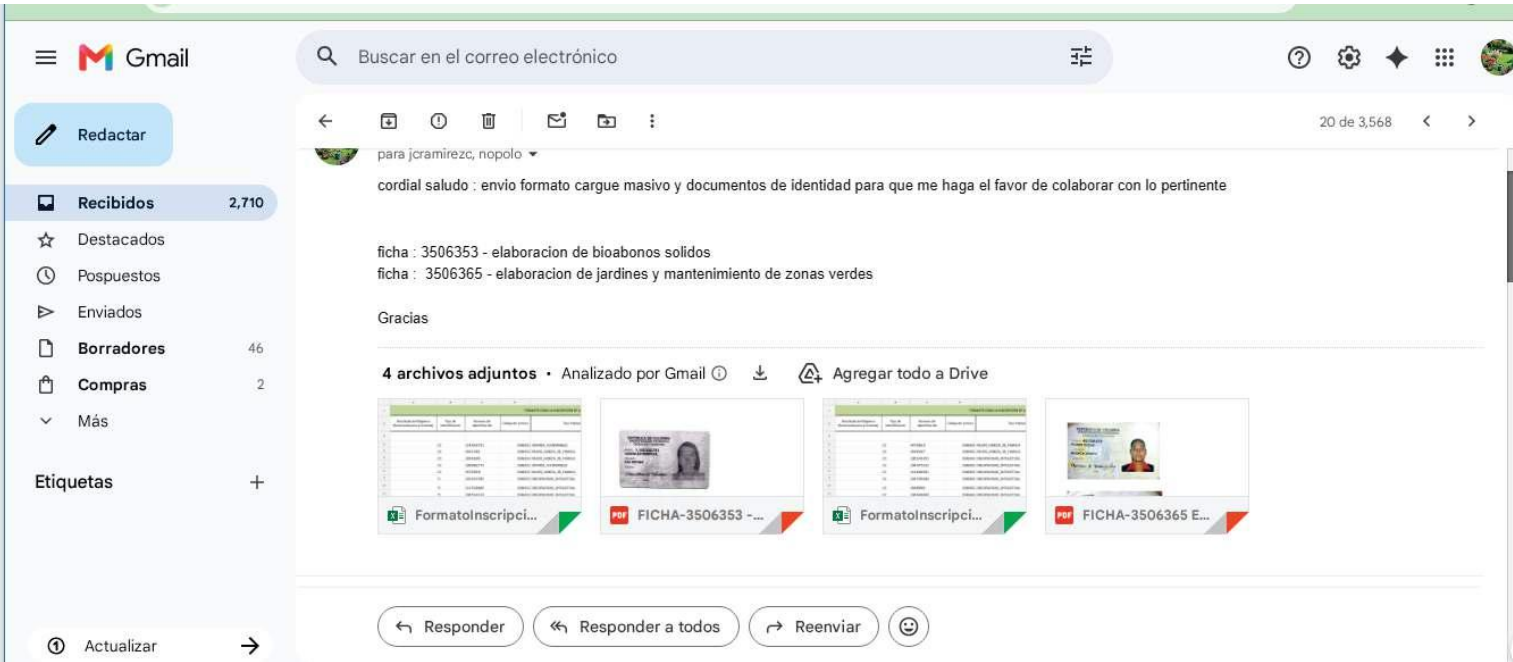 Gmail
Buscar en el correo electrónico
Redactar
20 de 3,568
para jcramirezc, nopolo
cordial saludo : envio formato cargue masivo y documentos de identidad para que me haga el favor de colaborar con lo pertinente
Recibidos 2,710
Destacados
Pospuestos
Enviados
Borradores 46
Compras 2
Más
Etiquetas
ficha : 3506353 - elaboracion de bioabonos solidos
ficha : 3506365 - elaboracion de jardines y mantenimiento de zonas verdes
Gracias
4 archivos adjuntos • Analizado por Gmail
Agregar todo a Drive
FormatoInscripci...
PDF FICHA-3506353 -...
FormatoInscripci...
PDF FICHA-3506365 E...
Responder
Responder a todos
Reenviar
1 Actualizar